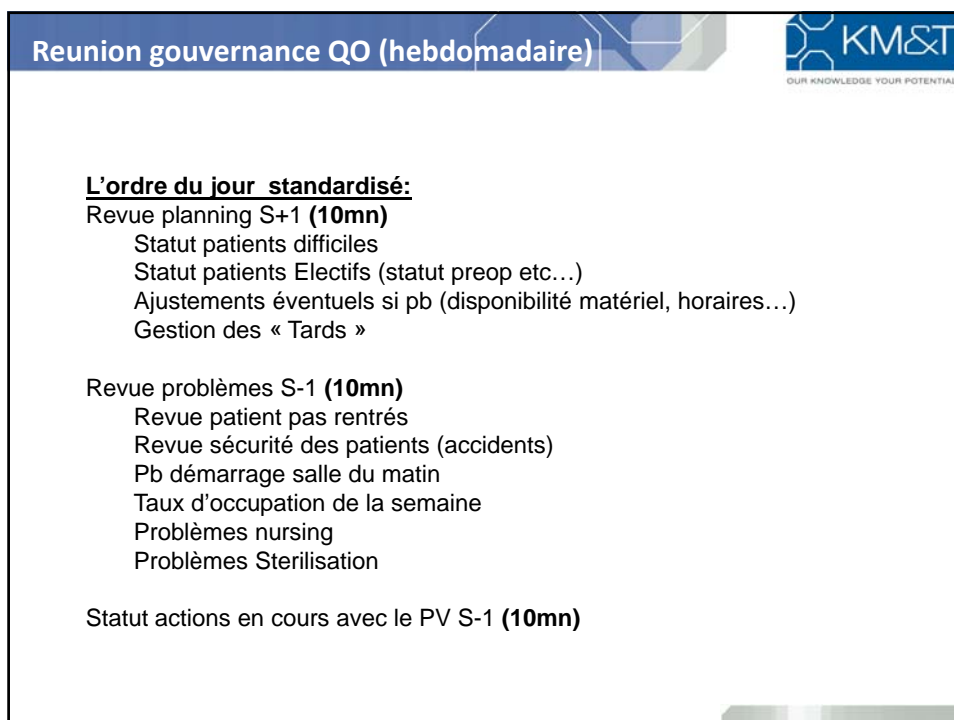 Reunion gouvernance QO (hebdomadaire)
KM&T
OUR KNOWLEDGE YOUR POTENTIAL
L'ordre du jour  standardisé:
Revue planning S+1 (10mn)
Statut patients difficiles
Statut patients Electifs (statut preop etc…)
Ajustements éventuels si pb (disponibilité matériel, horaires…)
Gestion des « Tards »
Revue problèmes S-1 (10mn)
Revue patient pas rentrés
Revue sécurité des patients (accidents)
Pb démarrage salle du matin
Taux d'occupation de la semaine
Problèmes nursing
Problèmes Sterilisation
Statut actions en cours avec le PV S-1 (10mn)